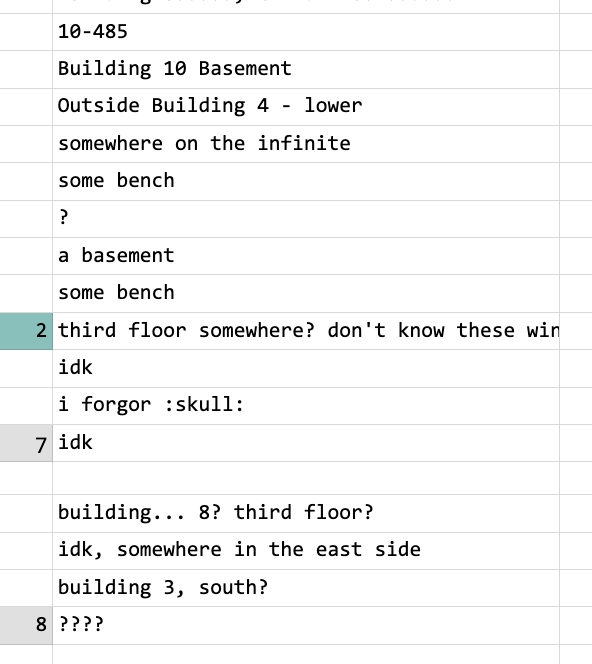 10-485
Building 10 Basement
Outside Building 4 - lower
somewhere on the infinite
some bench
?
a basement
some bench
2 third floor somewhere? don't know these win
idk
i forgor :skull:
7 idk
building... 8? third floor?
idk, somewhere in the east side
building 3, south?
8 ????